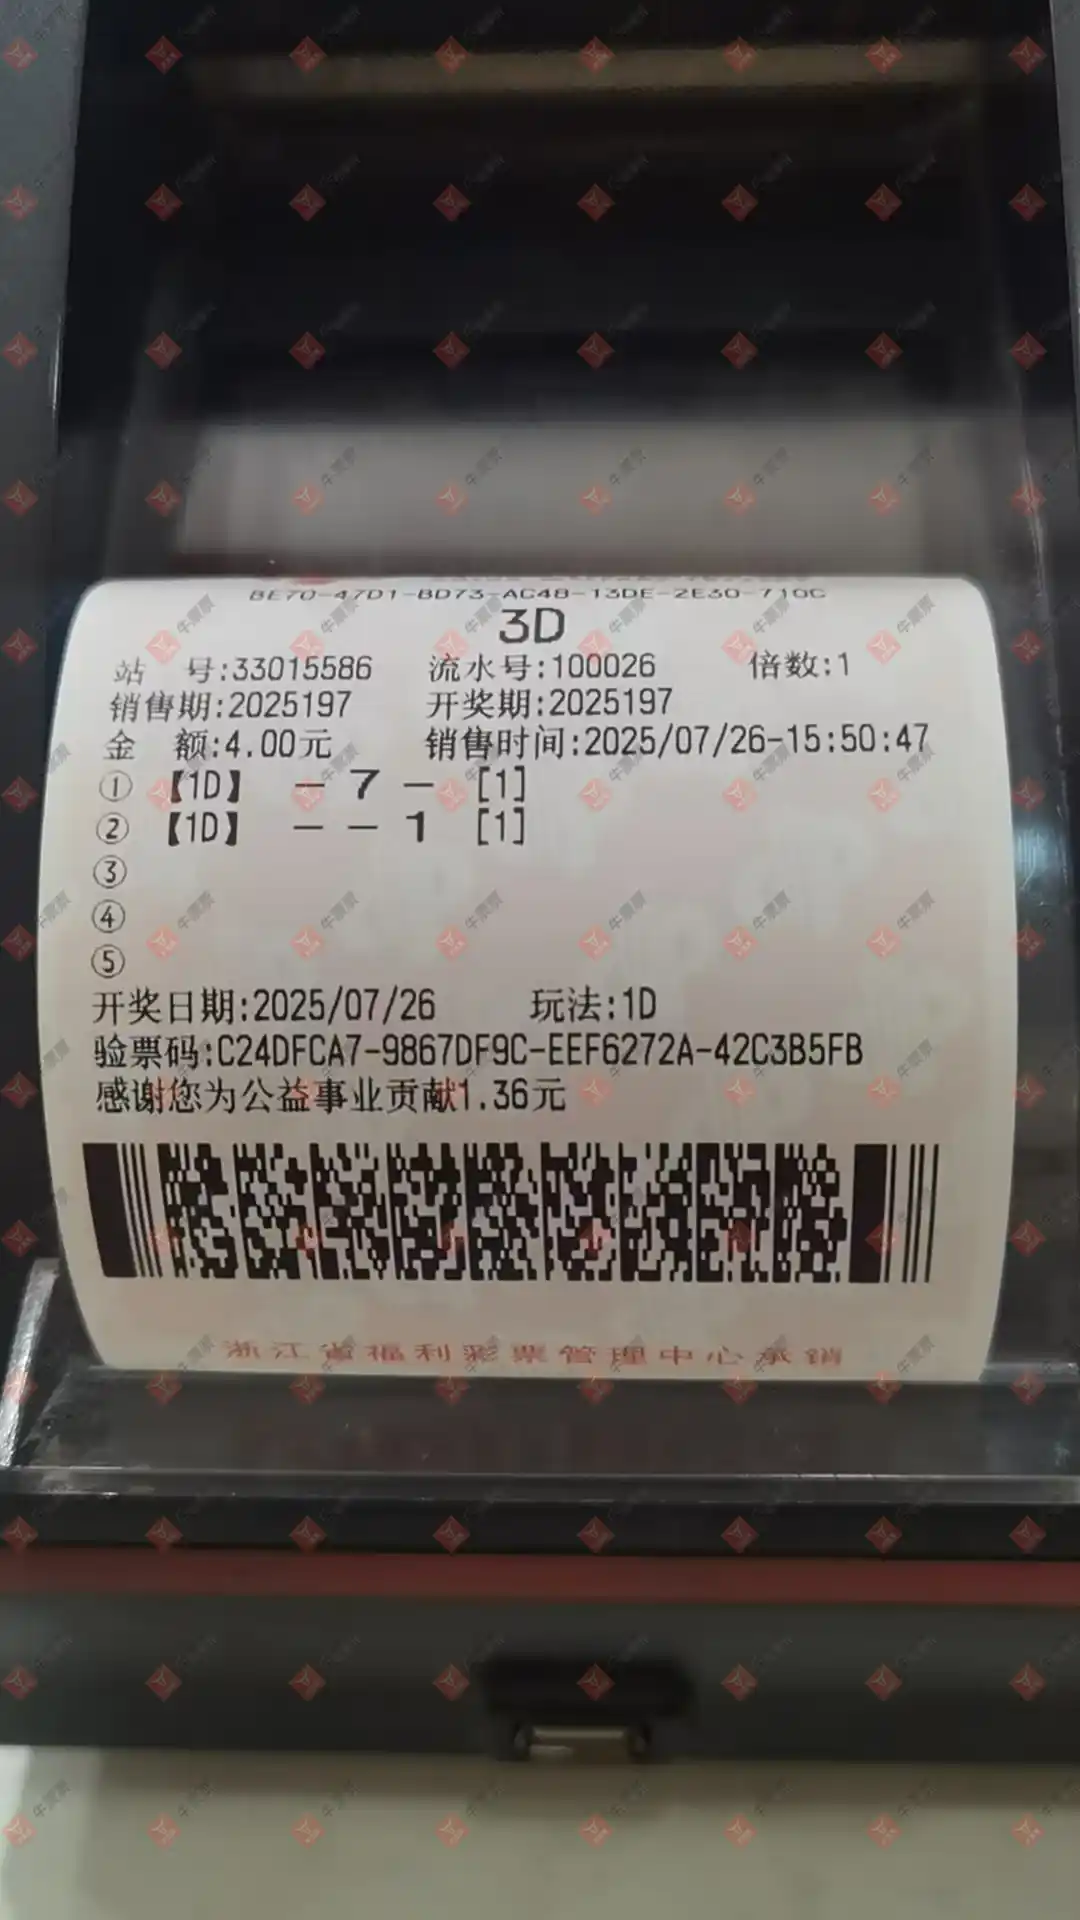 BE70-47D1-8D73-AC48-13DE-2E30-710C
3D
站 号:33015586 流水号:100026 倍数:1
销售期:2025197 开奖期:2025197
金 额:4.00元 销售时间:2025/07/26-15:50:47
① 【1D】 - 7 - [1]
② 【1D】 - - 1 [1]
③
④
⑤
开奖日期:2025/07/26 玩法:1D
验票码:C24DFCA7-9867DF9C-EEF6272A-42C3B5FB
感谢您为公益事业贡献1.36元
浙江省福利彩票管理中心承销
牛票票